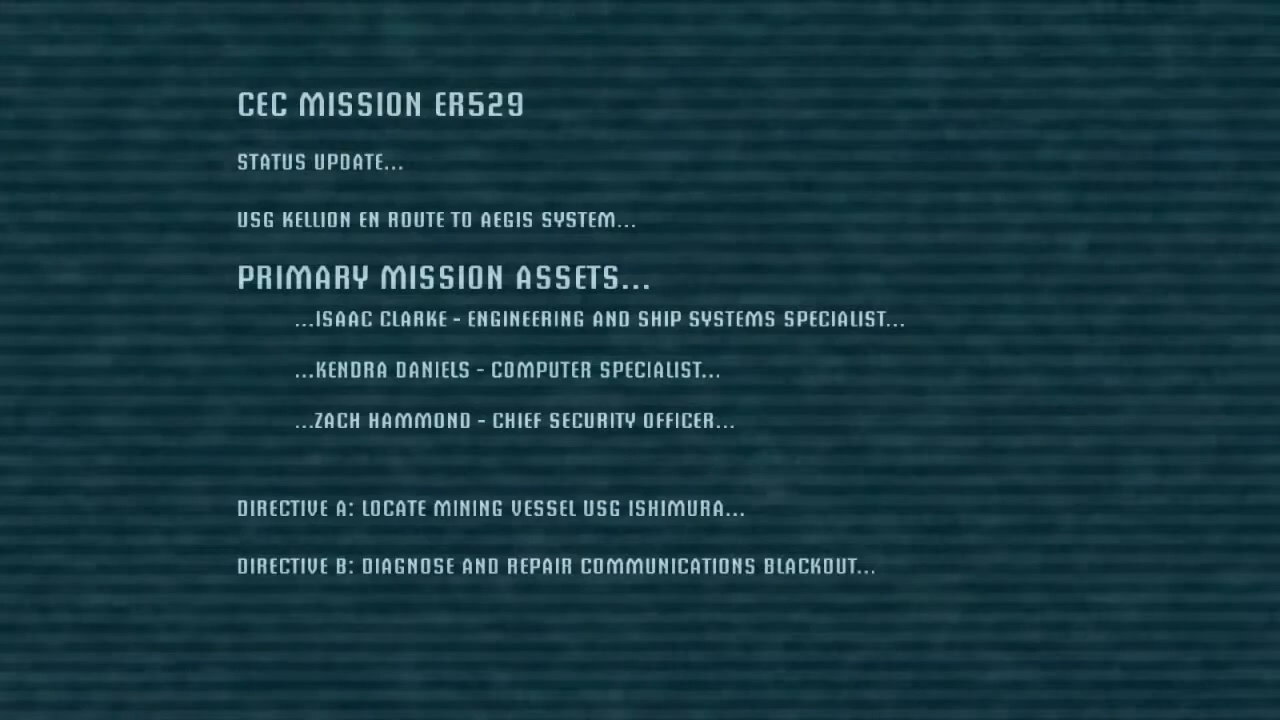 CEC MISSION ER529
STATUS UPDATE...
USG KELLION EN ROUTE TO AEGIS SYSTEM...
PRIMARY MISSION ASSETS...
...ISAAC CLARKE - ENGINEERING AND SHIP SYSTEMS SPECIALIST...
...KENDRA DANIELS - COMPUTER SPECIALIST...
...ZACH HAMMOND - CHIEF SECURITY OFFICER...
DIRECTIVE A: LOCATE MINING VESSEL USG ISHIMURA...
DIRECTIVE B: DIAGNOSE AND REPAIR COMMUNICATIONS BLACKOUT...